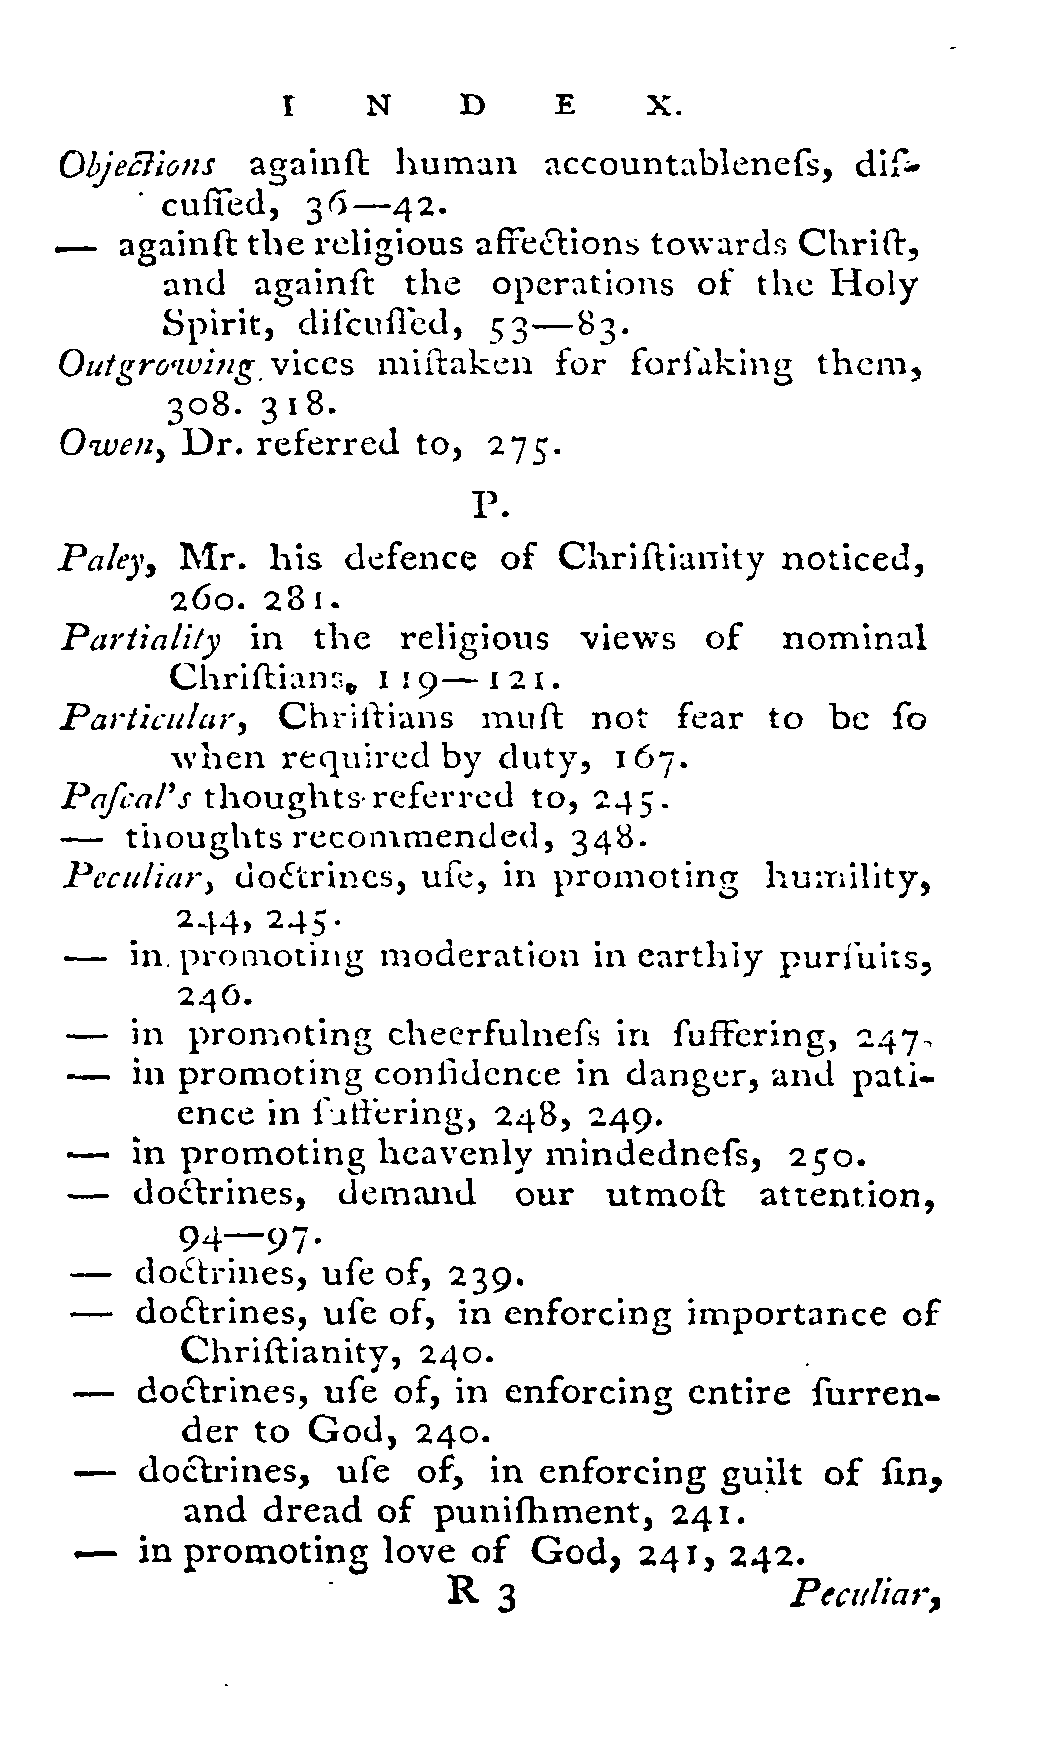 I N D E X.
Objections againſt human accountableneſs, diſ-
cuſſed, 36—42.
— againſt the religious affections towards Chriſt,
and againſt the operations of the Holy
Spirit, diſcuſſed, 53—83.
Outgrowing vices miſtaken for forſaking them,
308. 318.
Owen, Dr. referred to, 275.
P.
Paley, Mr. his defence of Chriſtianity noticed,
260. 281.
Partiality in the religious views of nominal
Chriſtians, 119—121.
Particular, Chriſtians muſt not fear to be ſo
when required by duty, 167.
Paſcal's thoughts referred to, 245.
— thoughts recommended, 348.
Peculiar, doctrines, uſe, in promoting humility,
244, 245.
— in promoting moderation in earthly purſuits,
246.
— in promoting cheerfulneſs in ſuffering, 247.
— in promoting confidence in danger, and pati-
ence in ſuffering, 248, 249.
— in promoting heavenly mindedneſs, 250.
— doctrines, demand our utmoſt attention,
94—97.
— doctrines, uſe of, 239.
— doctrines, uſe of, in enforcing importance of
Chriſtianity, 240.
— doctrines, uſe of, in enforcing entire ſurren-
der to God, 240.
— doctrines, uſe of, in enforcing guilt of ſin,
and dread of puniſhment, 241.
— in promoting love of God, 241, 242.
R 3 Peculiar,